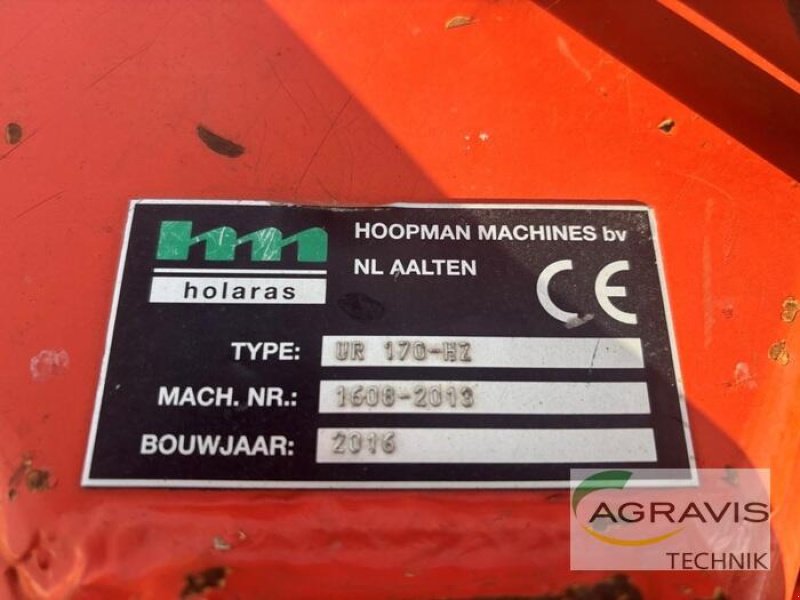 hm
holaras
HOOPMAN MACHINES bv
NL AALTEN
CE
TYPE: UR 170-HZ
MACH. NR.: 1608-2013
BOUWJAAR: 2016
AGRAVIS
TECHNIK